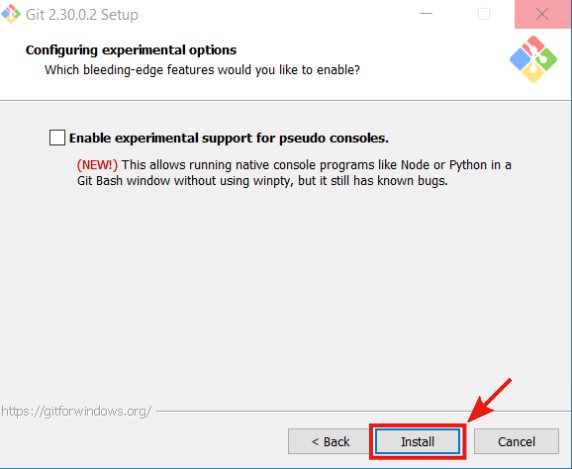 Git 2.30.0.2 Setup
Configuring experimental options
Which bleeding-edge features would you like to enable?
Enable experimental support for pseudo consoles.
(NEW!) This allows running native console programs like Node or Python in a
Git Bash window without using winpty, but it still has known bugs.
https://gitforwindows.org/
< Back
Install
Cancel